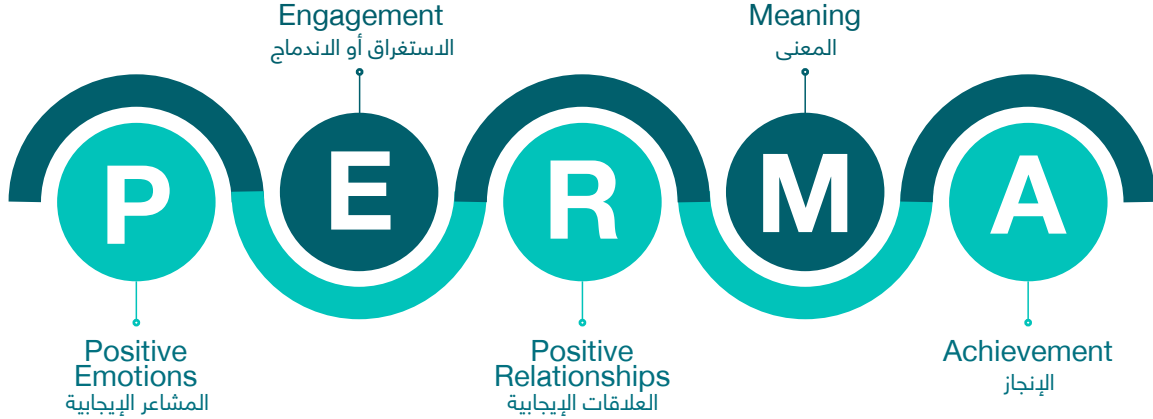 Engagement
الاستغراق أو الاندماج
Meaning
المعنى
P
E
R
M
A
Positive
Emotions
المشاعر الإيجابية
Positive
Relationships
العلاقات الإيجابية
Achievement
الإنجاز